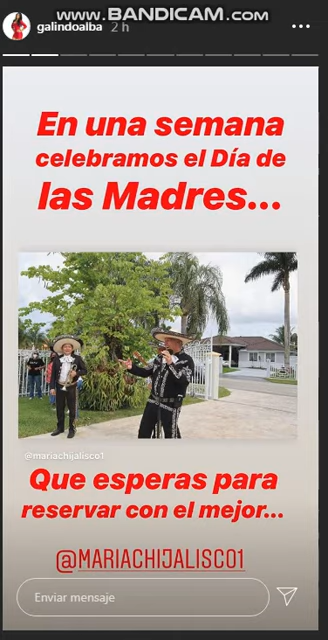 www.BANDICAM.com
galindoalba 2 h
En una semana
celebramos el Día de
las Madres...
@mariachijalisco1
Que esperas para
reservar con el mejor...
@MARIACHIJALISCO1
Enviar mensaje